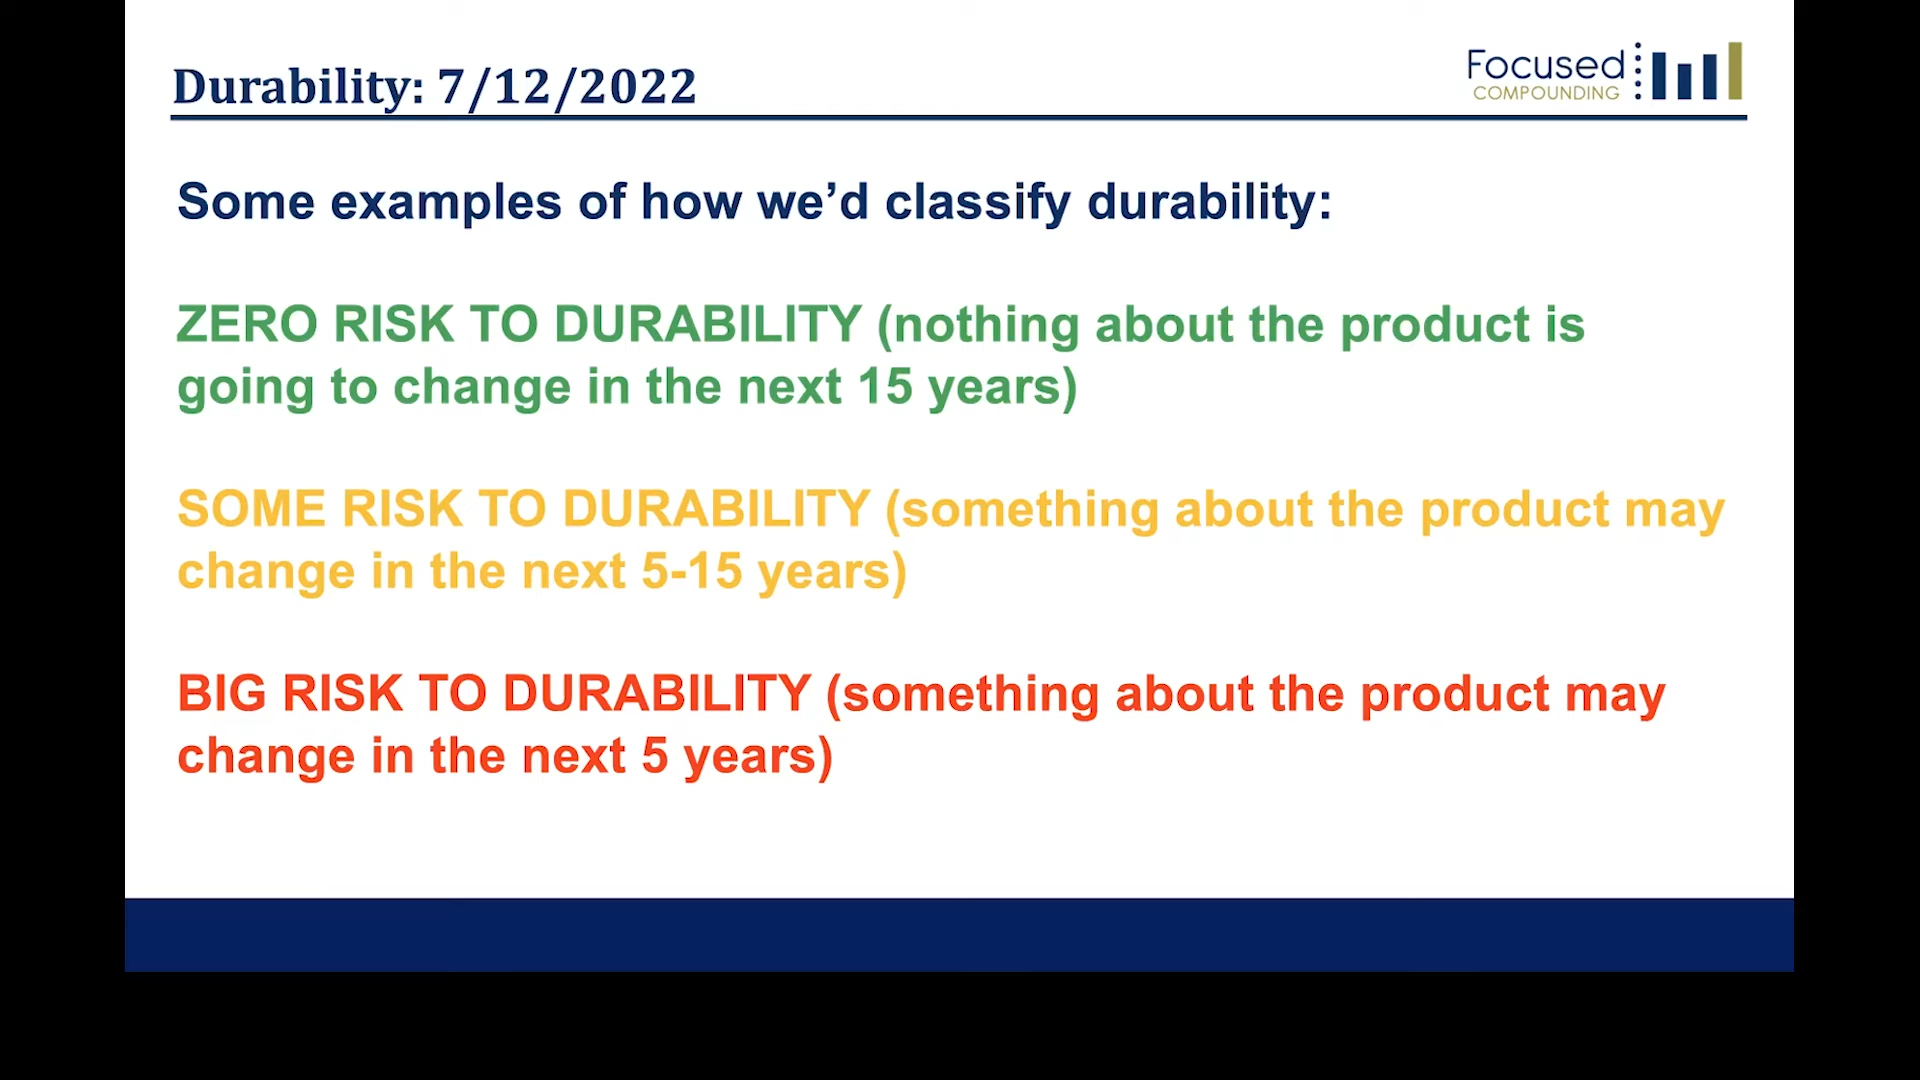 Durability: 7/12/2022
Focused
COMPOUNDING
Some examples of how we’d classify durability:
ZERO RISK TO DURABILITY (nothing about the product is
going to change in the next 15 years)
SOME RISK TO DURABILITY (something about the product may
change in the next 5-15 years)
BIG RISK TO DURABILITY (something about the product may
change in the next 5 years)